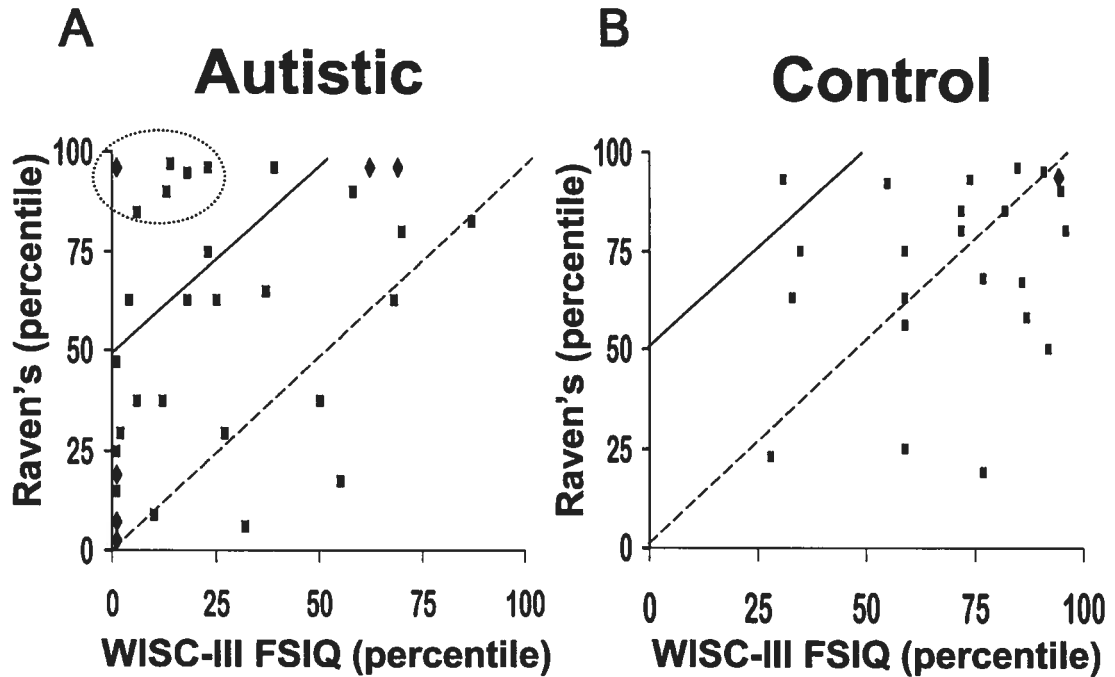 A
Autistic
Raven's (percentile)
100
75
50
25
0
0 25 50 75 100
WISC-III FSIQ (percentile)
B
Control
Raven's (percentile)
100
75
50
25
0
0 25 50 75 100
WISC-III FSIQ (percentile)